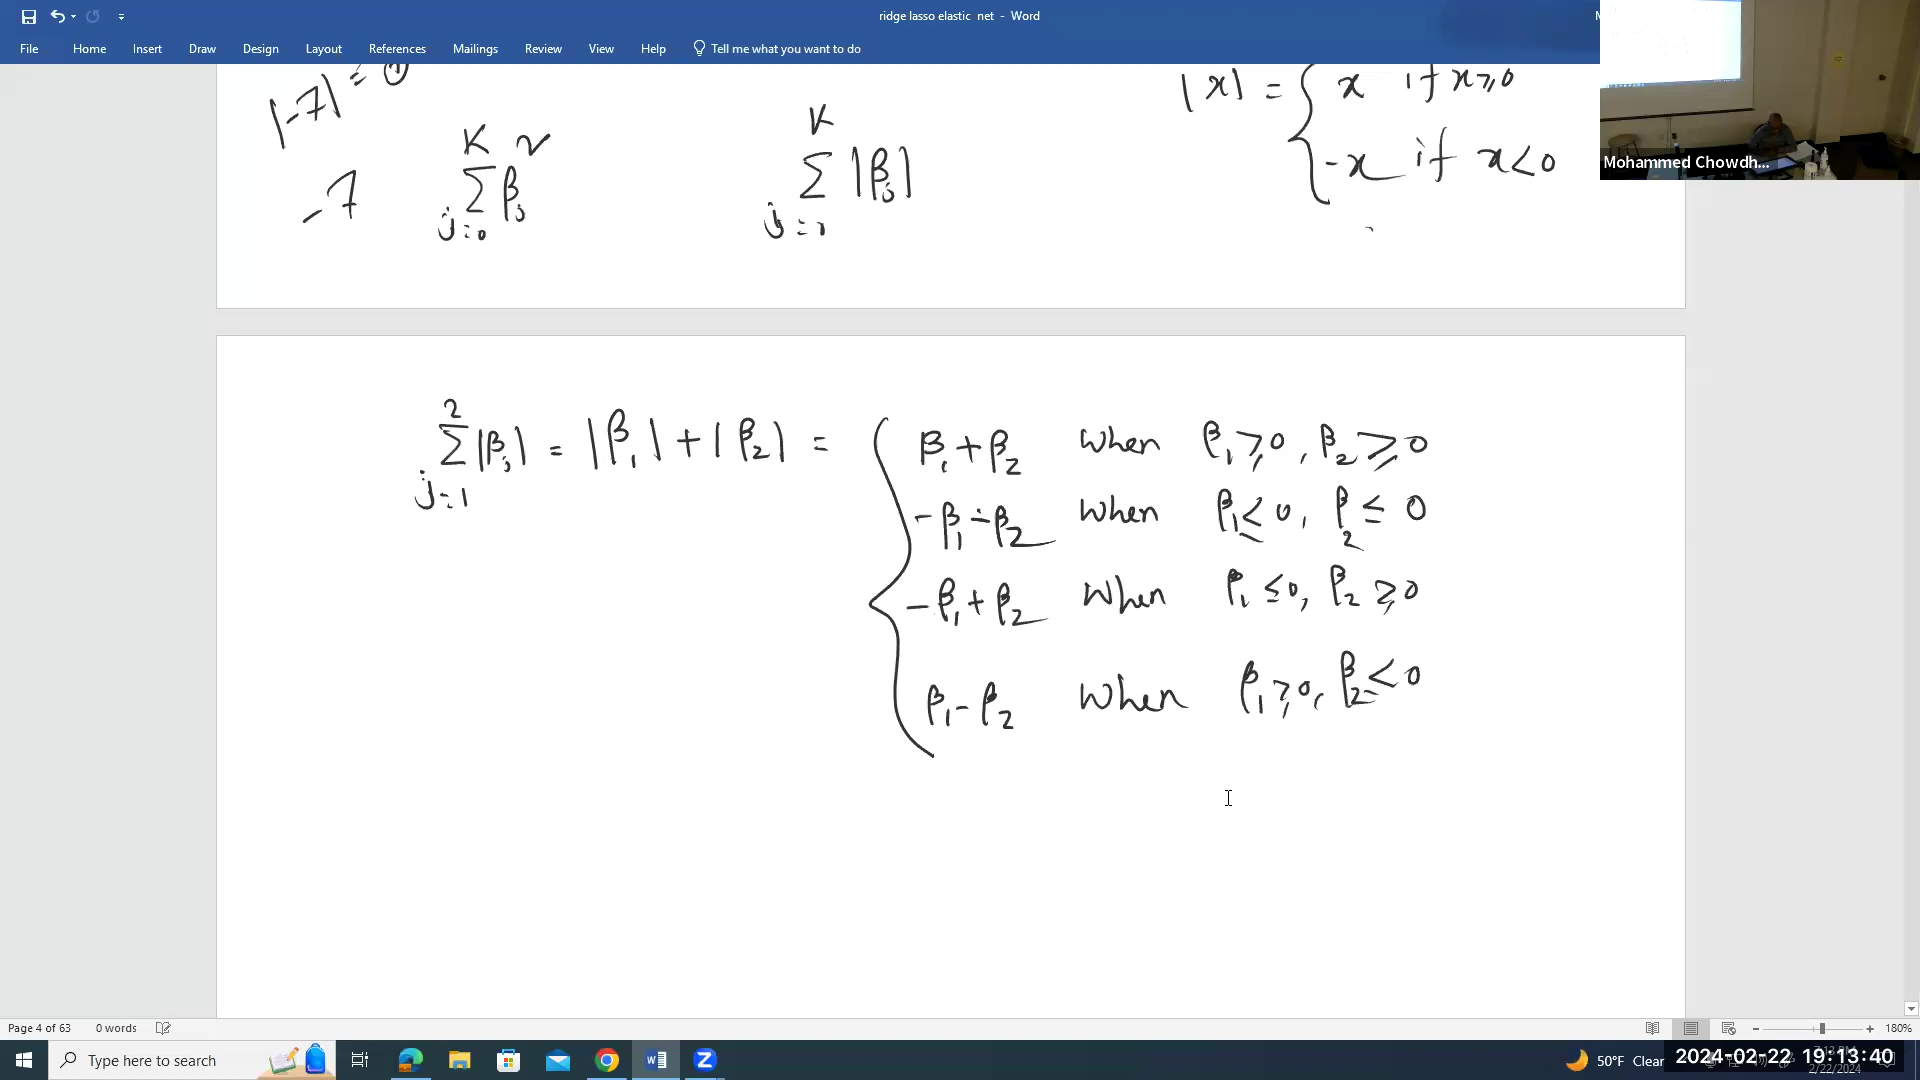 ridge lasso elastic net - Word
File Home Insert Draw Design Layout References Mailings Review View Help Tell me what you want to do
Mohammed Chowdh...
|-7| = 7
-7
K 2
∑ βj
j=0
K
∑ |βj|
j=1
|x| = { x if x≥0
-x if x<0
2
∑ |βj| = |β1| + |β2| = { β1+β2 when β1≥0, β2≥0
j=1
-β1-β2 when β1≤0, β2≤0
-β1+β2 when β1≤0, β2≥0
β1-β2 when β1≥0, β2≤0
Page 4 of 63 0 words 180%
Type here to search 50°F Clear 2024-02-22 19:13:40
2/22/2024